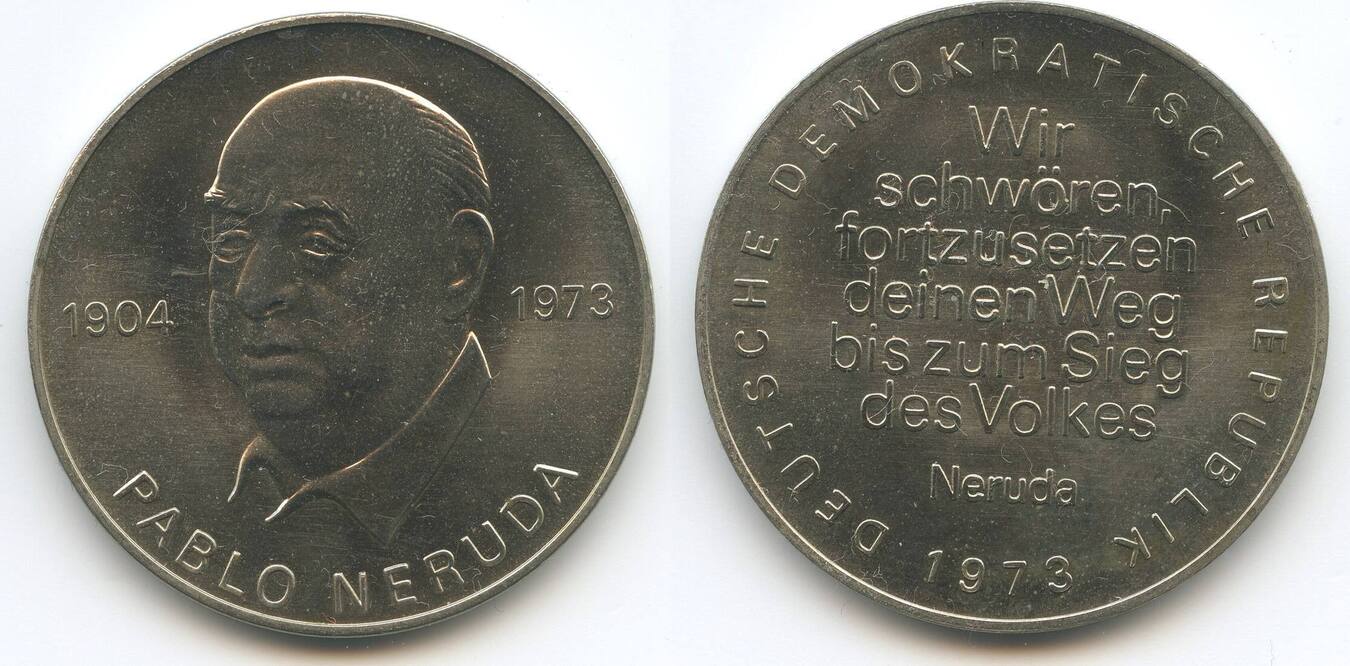 1904
1973
PABLO NERUDA
DEUTSCHE DEMOKRATISCHE REPUBLIK
Wir
schwören,
fortzusetzen
deinen Weg
bis zum Sieg
des Volkes
Neruda
1973